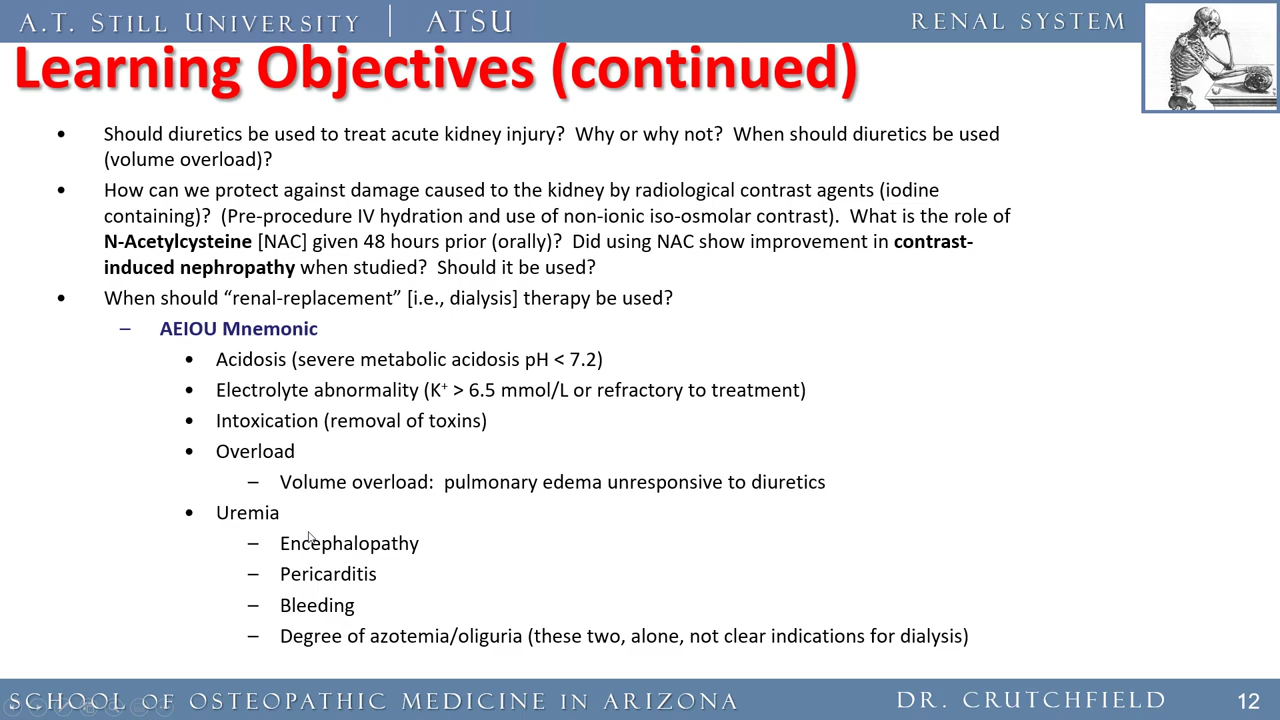 A.T. STILL UNIVERSITY | ATSU
RENAL SYSTEM
Learning Objectives (continued)
• Should diuretics be used to treat acute kidney injury? Why or why not? When should diuretics be used
(volume overload)?
• How can we protect against damage caused to the kidney by radiological contrast agents (iodine
containing)? (Pre-procedure IV hydration and use of non-ionic iso-osmolar contrast). What is the role of
N-Acetylcysteine [NAC] given 48 hours prior (orally)? Did using NAC show improvement in contrast-
induced nephropathy when studied? Should it be used?
• When should “renal-replacement” [i.e., dialysis] therapy be used?
– AEIOU Mnemonic
• Acidosis (severe metabolic acidosis pH < 7.2)
• Electrolyte abnormality (K⁺ > 6.5 mmol/L or refractory to treatment)
• Intoxication (removal of toxins)
• Overload
– Volume overload: pulmonary edema unresponsive to diuretics
• Uremia
– Encephalopathy
– Pericarditis
– Bleeding
– Degree of azotemia/oliguria (these two, alone, not clear indications for dialysis)
SCHOOL OF OSTEOPATHIC MEDICINE IN ARIZONA
DR. CRUTCHFIELD
12